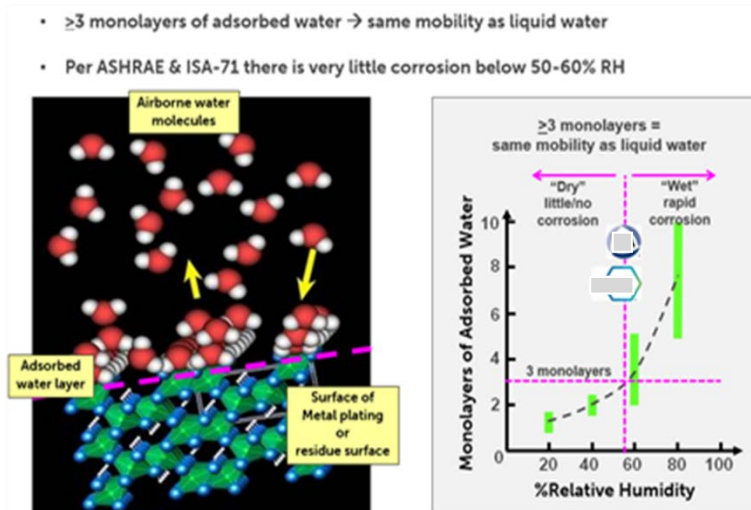 • ≥3 monolayers of adsorbed water → same mobility as liquid water
• Per ASHRAE & ISA-71 there is very little corrosion below 50-60% RH
Airborne water
molecules
Adsorbed
water layer
Surface of
Metal plating
or
residue surface
≥3 monolayers =
same mobility as liquid water
"Dry"
little/no
corrosion
"Wet"
rapid
corrosion
Monolayers of Adsorbed Water
10
8
6
4
2
0
3 monolayers
20 40 60 80 100
%Relative Humidity